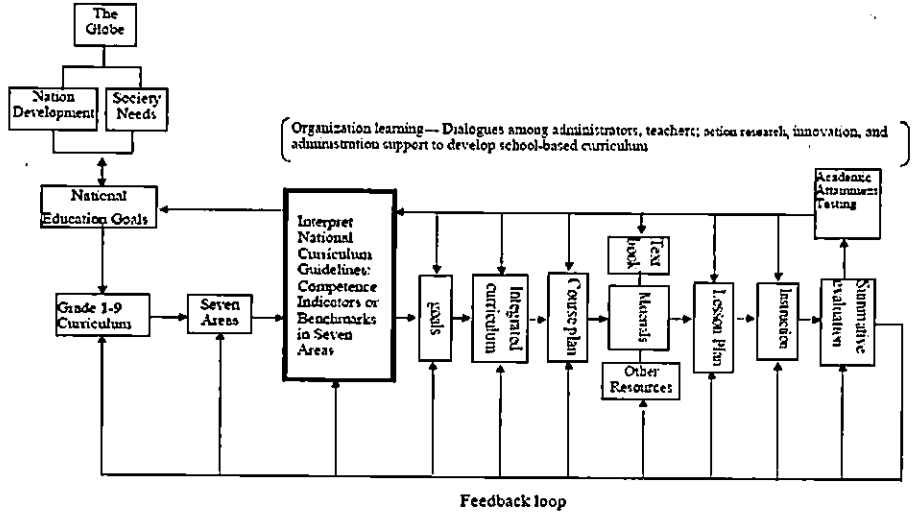 The
Globe
Nation
Development
Society
Needs
Organization learning— Dialogues among administrators, teachers; action research, innovation, and
administration support to develop school-based curriculum
Academic
Attainment
Testing
National
Education Goals
Interpret
National
Curriculum
Guidelines:
Competence
Indicators or
Benchmarks
in Seven
Areas
Grade 1-9
Curriculum
Seven
Areas
goals
Integrated
curriculum
Course plan
Text
book
Materials
Other
Resources
Lesson plan
Instruction
Summative
evaluation
Feedback loop